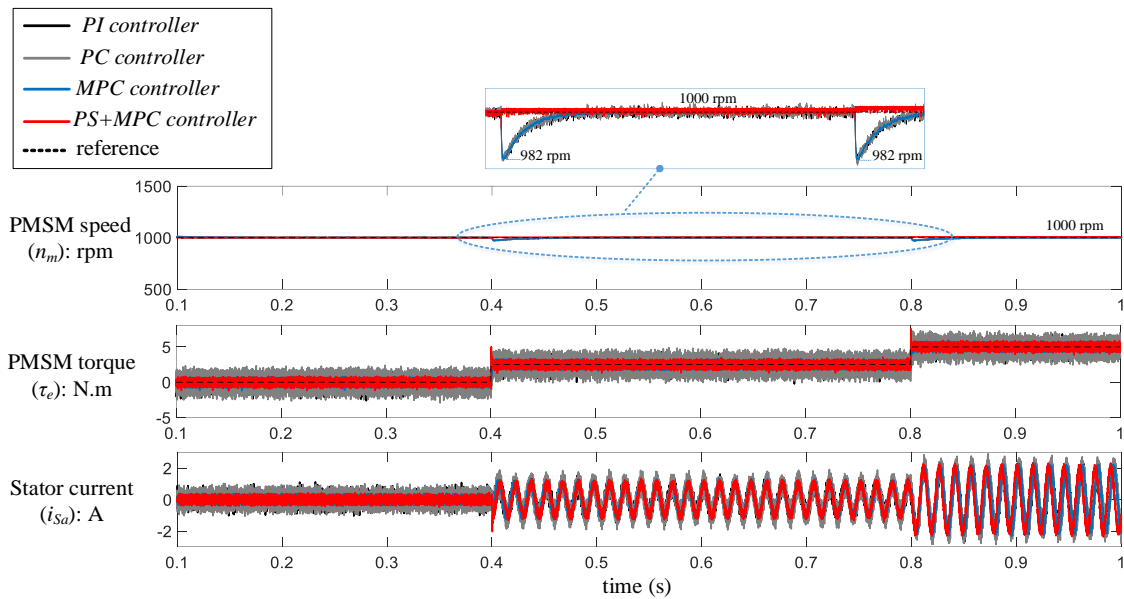 PI controller
PC controller
MPC controller
PS+MPC controller
reference
1000 rpm
982 rpm
982 rpm
PMSM speed
(n_m): rpm
1500
1000
500
1000 rpm
0.1 0.2 0.3 0.4 0.5 0.6 0.7 0.8 0.9 1
PMSM torque
(τ_e): N.m
5
0
-5
0.1 0.2 0.3 0.4 0.5 0.6 0.7 0.8 0.9 1
Stator current
(i_Sa): A
2
0
-2
0.1 0.2 0.3 0.4 0.5 0.6 0.7 0.8 0.9 1
time (s)